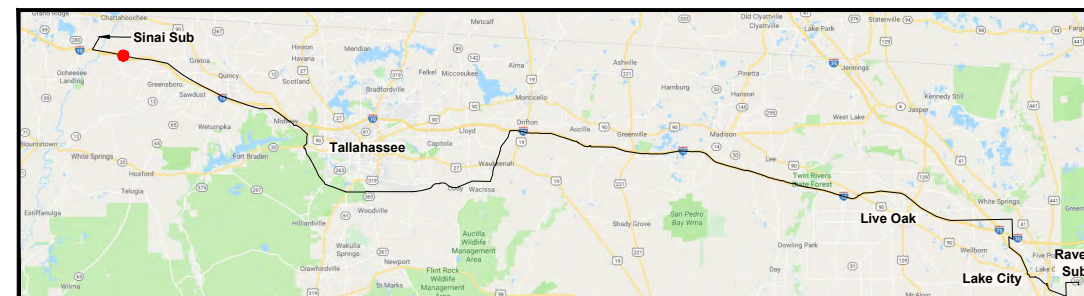 Grand Ridge
Chattahoochee
Metcalf
Old Clyattville
Clyattville
Lake Park
Statenville
Sinai Sub
Gretna
Hinson
Havana
Meridian
Ashville
Jennings
Ocheesee
Landing
Greensboro
Quincy
Scotland
Felkel
Miccosukee
Alma
Pinetta
Sawdust
Bradfordville
Hamburg
Hanson
Kennedy Still
Monticello
Jasper
Wetumpka
Midway
Lloyd
Drifton
Aucilla
Greenville
Madison
West Lake
Blountstown
White Springs
Fort Braden
Tallahassee
Capitola
Waukeenah
Lee
Hosford
Twin Rivers
State Forest
Telogia
Cody
Wacissa
White Springs
Estiffanulga
Woodville
San Pedro
Bay Wma
Live Oak
Hilliardville
Shady Grove
Aucilla
Wildlife
Management
Area
Dowling Park
Wellborn
Five Po
Rave
Sub
Wakulla
Springs
Newport
Crawfordville
Flint Rock
Wildlife
Management
Area
Day
Lake City
Lake C
Wilma
St Marks
McAlpin